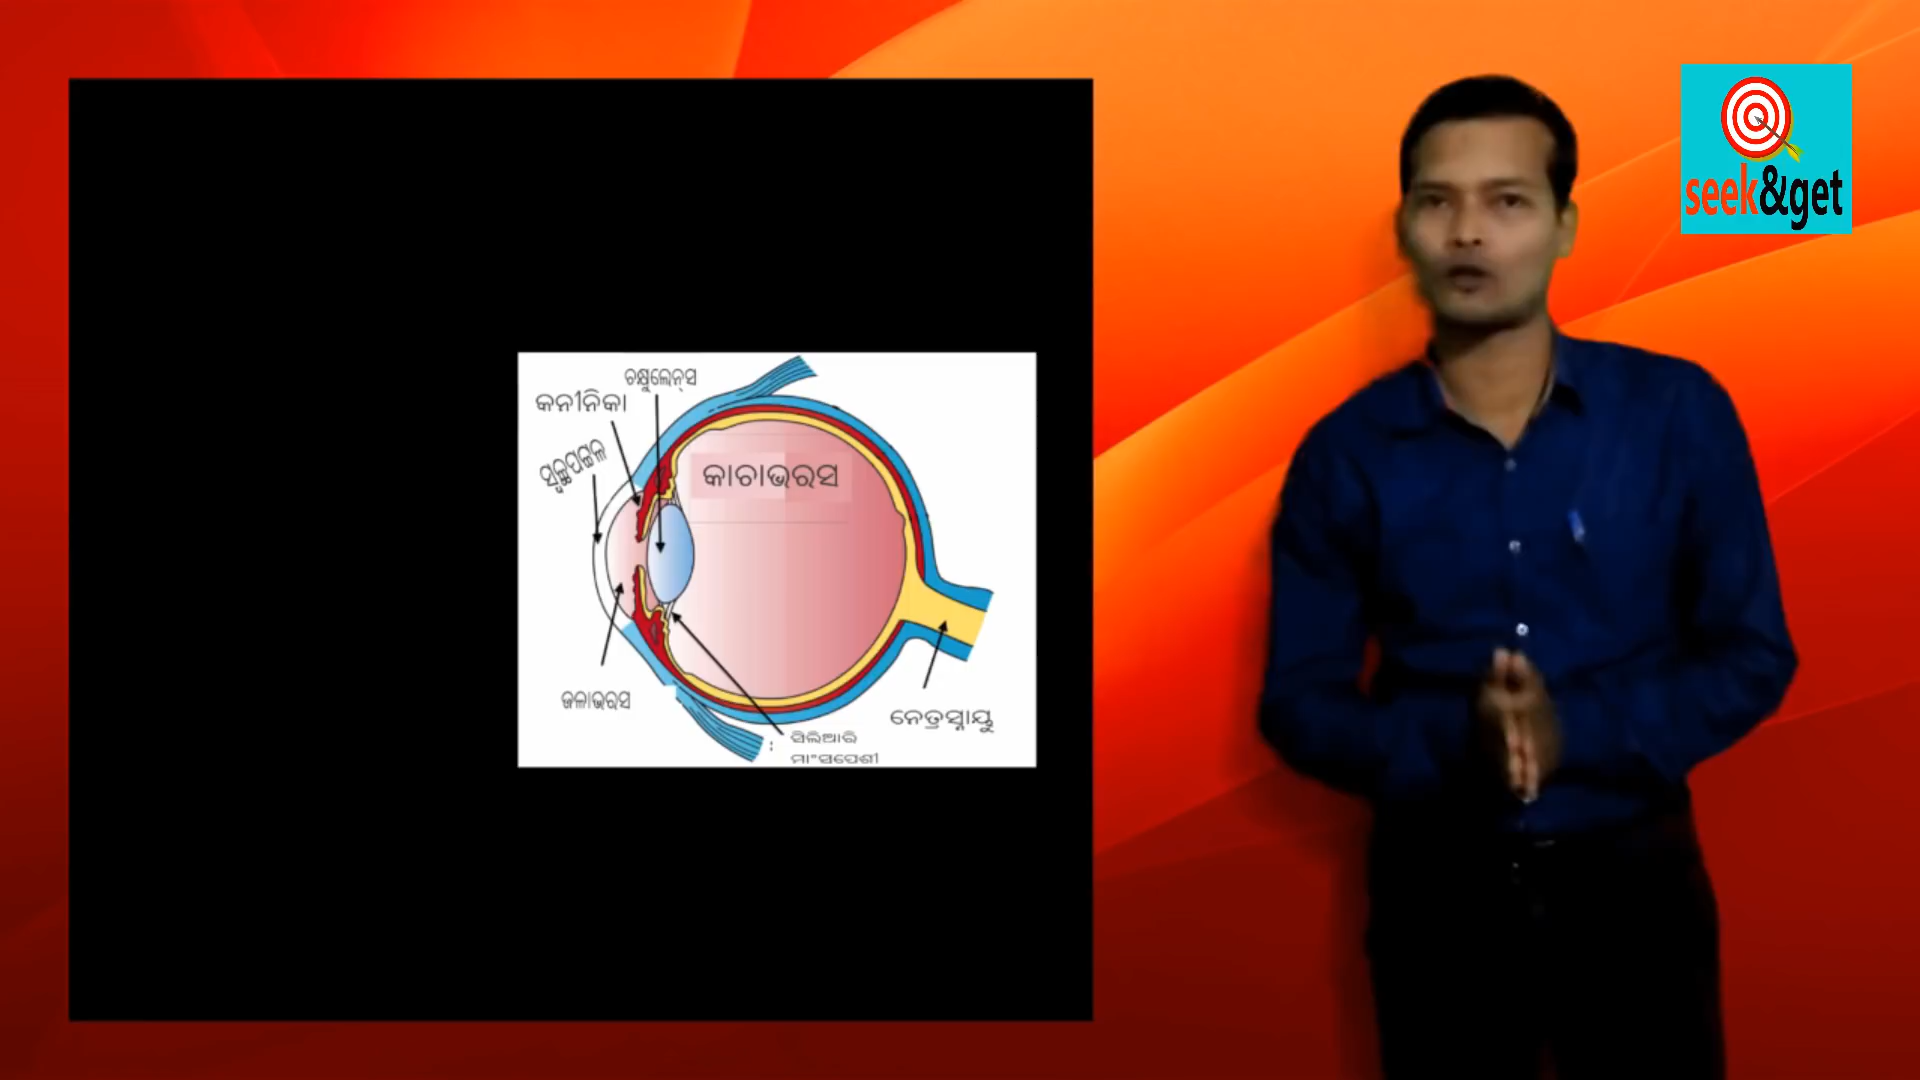 ଚକ୍ଷୁଲେନ୍ସ
କନୀନିକା
ସ୍ୱଚ୍ଛପଟଳ
କାଚାଭରସ
ଜଳାଭରସ
ନେତ୍ରସ୍ନାୟୁ
: ସିଲିଆରି
ମାଂସପେଶୀ
seek&get